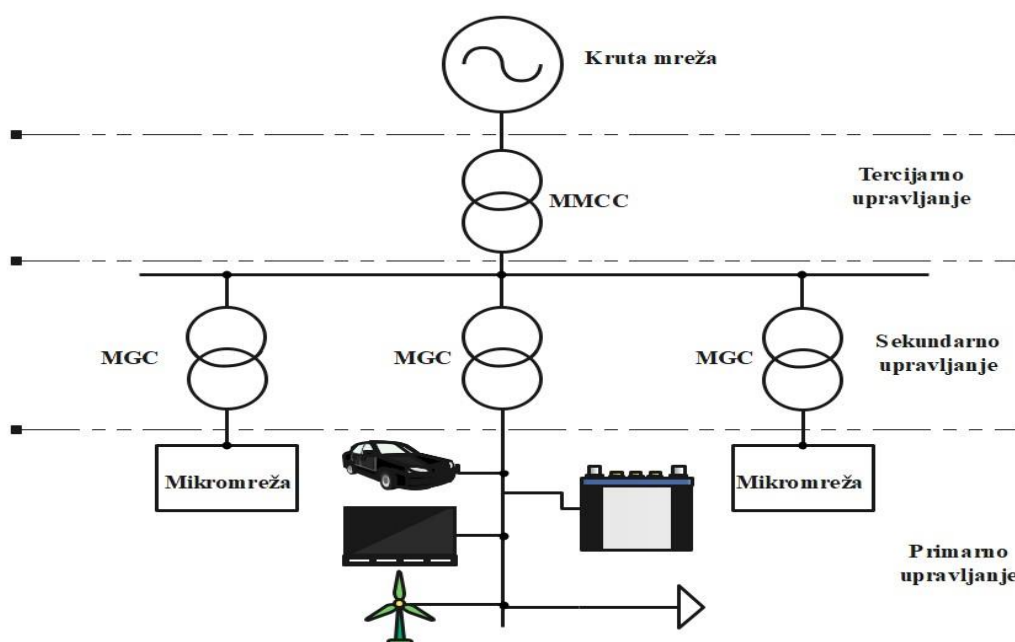 Kruta mreža
Tercijarno
upravljanje
MMCC
MGC
MGC
MGC
Sekundarno
upravljanje
Mikromreža
Mikromreža
Primarno
upravljanje